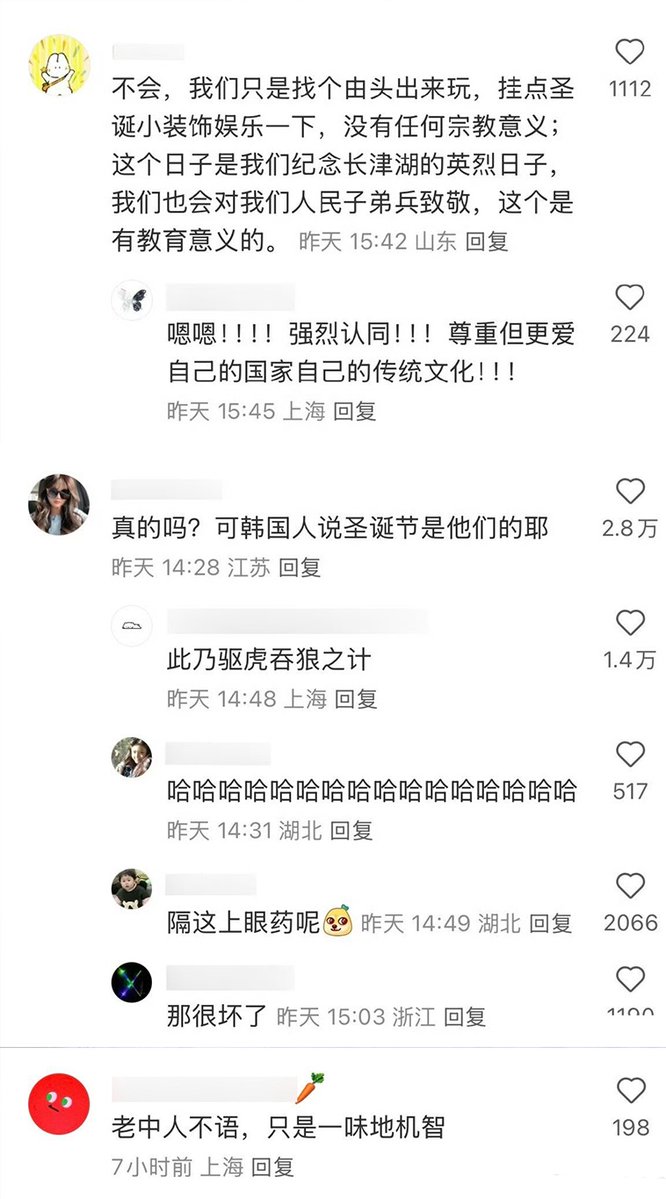 1112
不会，我们只是找个由头出来玩，挂点圣
诞小装饰娱乐一下，没有任何宗教意义；
这个日子是我们纪念长津湖的英烈日子，
我们也会对我们人民子弟兵致敬，这个是
有教育意义的。 昨天 15:42 山东 回复
嗯嗯！！！！强烈认同！！！尊重但更爱
224
自己的国家自己的传统文化！！！
昨天 15:45 上海 回复
真的吗？可韩国人说圣诞节是他们的耶
2.8万
昨天 14:28 江苏 回复
此乃驱虎吞狼之计
1.4万
昨天 14:48 上海 回复
哈哈哈哈哈哈哈哈哈哈哈哈哈哈哈哈
517
昨天 14:31 湖北 回复
隔这上眼药呢 昨天 14:49 湖北 回复
2066
那很坏了 昨天 15:03 浙江 回复
老中人不语，只是一味地机智
198
7小时前 上海 回复